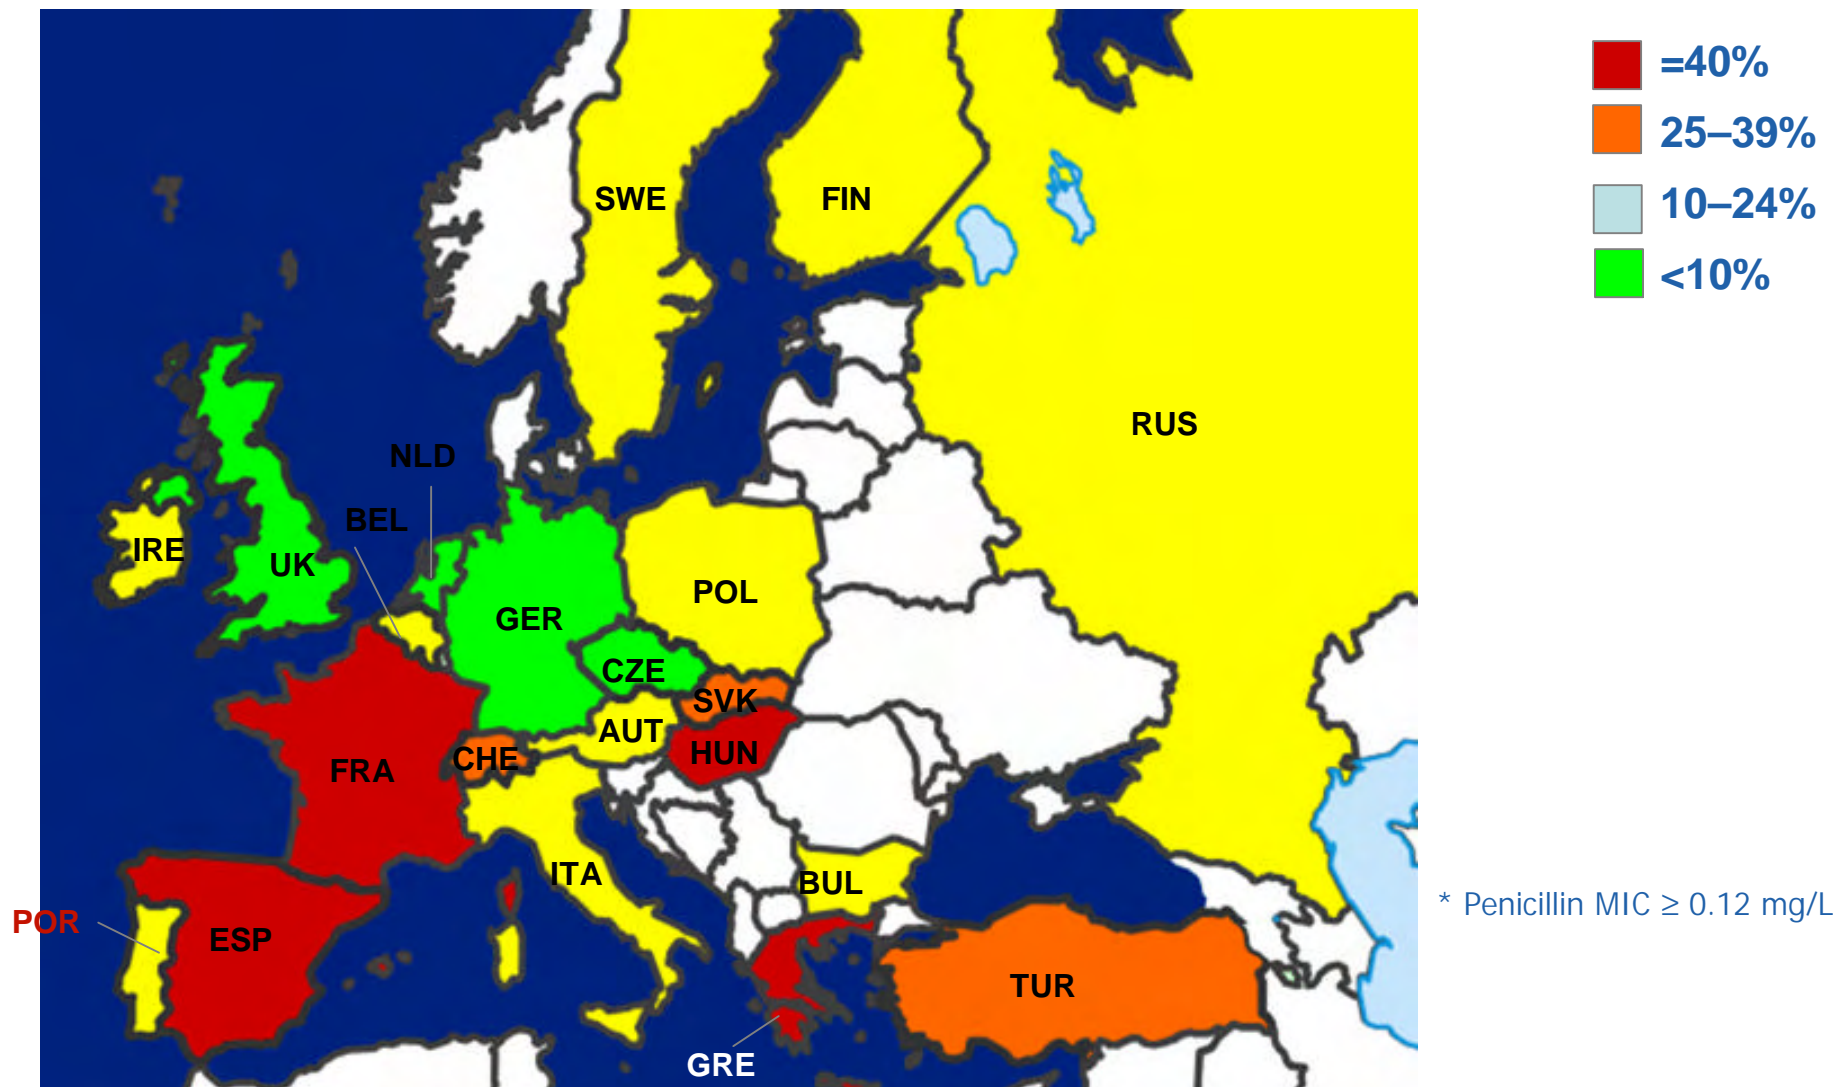 =40%
25–39%
10–24%
<10%
SWE
FIN
RUS
NLD
BEL
IRE
UK
POL
GER
CZE
SVK
AUT
HUN
CHE
FRA
ITA
BUL
POR
ESP
TUR
GRE
* Penicillin MIC ≥ 0.12 mg/L